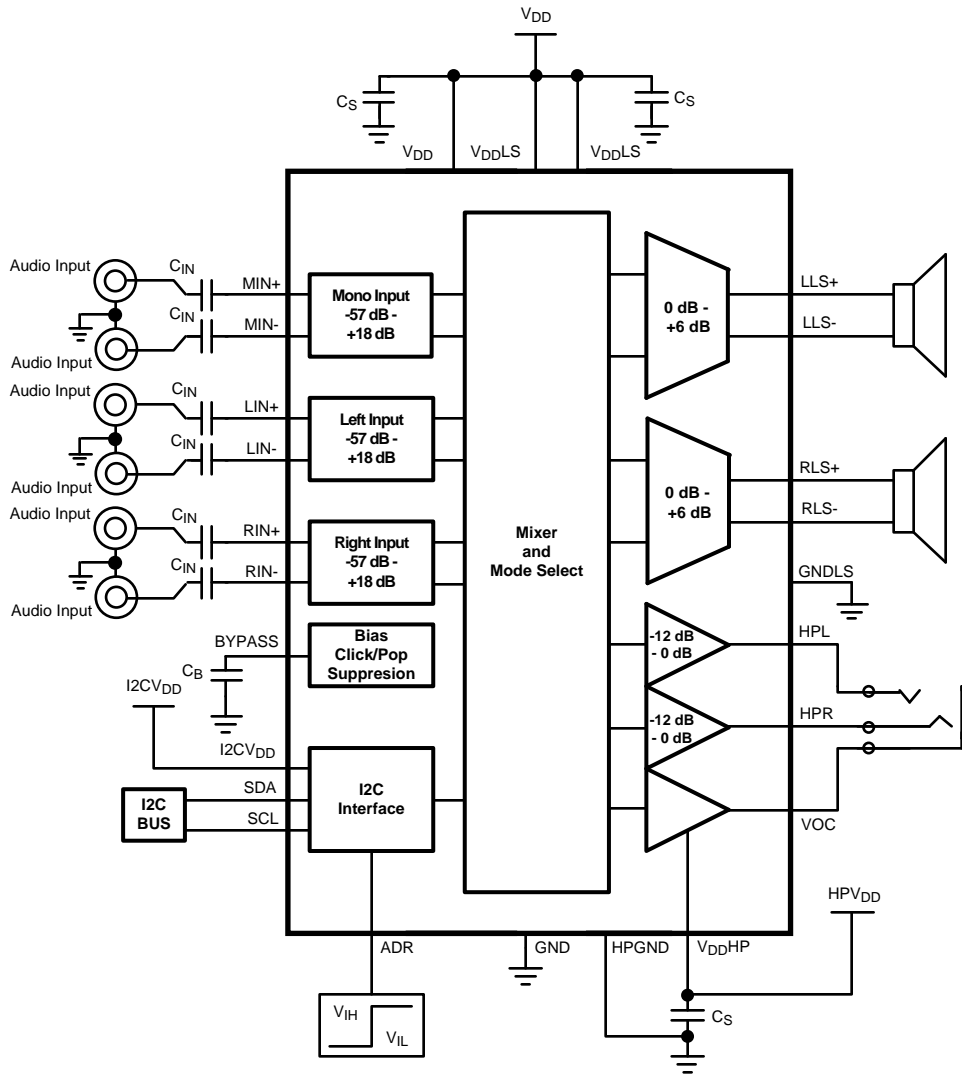 VDD
CS
CS
VDD
VDDLS
VDDLS
Audio Input
CIN
MIN+
CIN
MIN-
Audio Input
Mono Input
-57 dB -
+18 dB
Audio Input
CIN
LIN+
CIN
LIN-
Audio Input
Left Input
-57 dB -
+18 dB
Audio Input
CIN
RIN+
CIN
RIN-
Audio Input
Right Input
-57 dB -
+18 dB
BYPASS
CB
Bias
Click/Pop
Suppresion
I2CVDD
I2CVDD
SDA
SCL
I2C
BUS
I2C
Interface
Mixer
and
Mode Select
0 dB -
+6 dB
LLS+
LLS-
0 dB -
+6 dB
RLS+
RLS-
GNDLS
-12 dB
- 0 dB
HPL
-12 dB
- 0 dB
HPR
VOC
HPVDD
ADR
GND
HPGND
VDDHP
VIH
VIL
CS